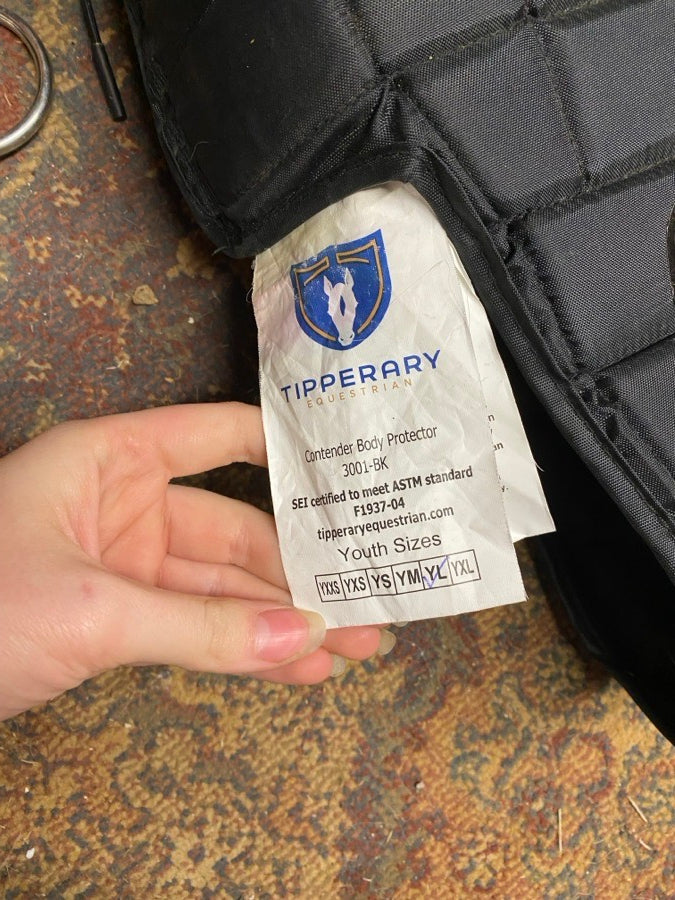 TIPPERARY
EQUESTRIAN
Contender Body Protector
3001-BK
SEI certified to meet ASTM standard
F1937-04
tipperaryequestrian.com
Youth Sizes
YXXS YXS YS YM YL YXL